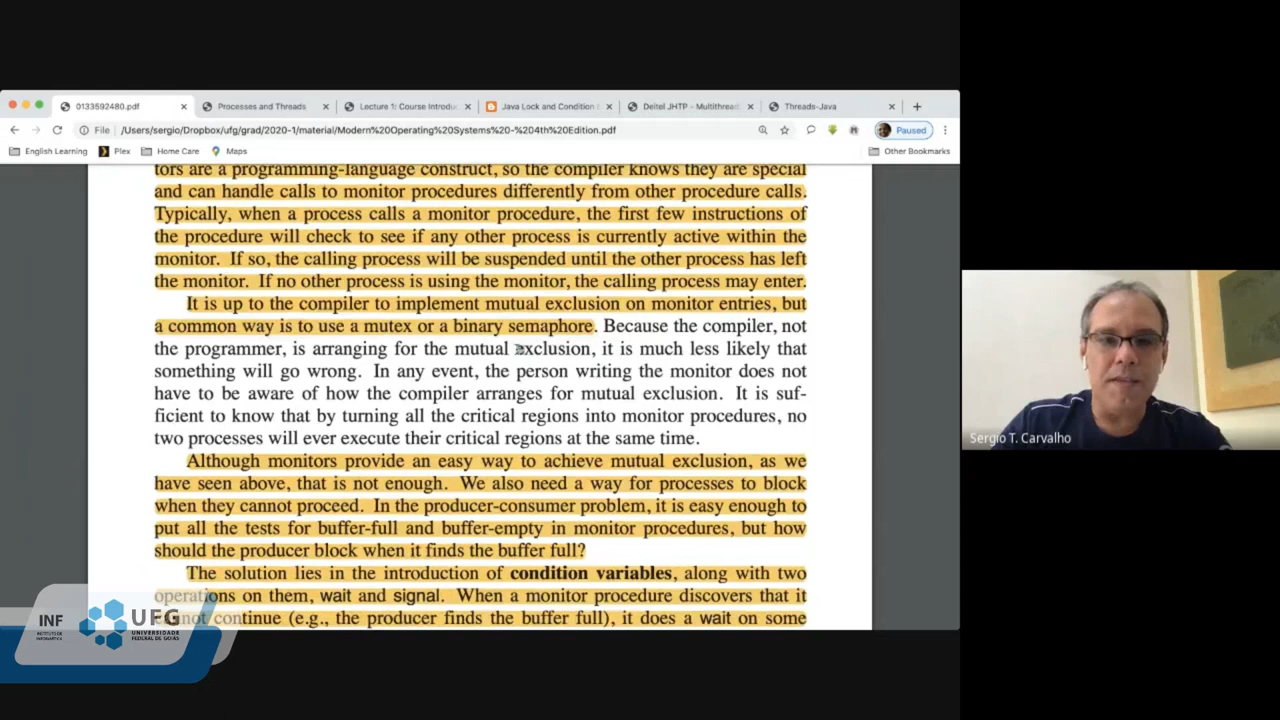 0133592480.pdf
Processes and Threads
Lecture 1: Course Introduc
Java Lock and Condition
Deitel JHTP - Multithread
Threads-Java
File
/Users/sergio/Dropbox/ufg/grad/2020-1/material/Modern%20Operating%20Systems%20-%204th%20Edition.pdf
Paused
English Learning
Plex
Home Care
Maps
Other Bookmarks
tors are a programming-language construct, so the compiler knows they are special
and can handle calls to monitor procedures differently from other procedure calls.
Typically, when a process calls a monitor procedure, the first few instructions of
the procedure will check to see if any other process is currently active within the
monitor. If so, the calling process will be suspended until the other process has left
the monitor. If no other process is using the monitor, the calling process may enter.
It is up to the compiler to implement mutual exclusion on monitor entries, but
a common way is to use a mutex or a binary semaphore. Because the compiler, not
the programmer, is arranging for the mutual exclusion, it is much less likely that
something will go wrong. In any event, the person writing the monitor does not
have to be aware of how the compiler arranges for mutual exclusion. It is suf-
ficient to know that by turning all the critical regions into monitor procedures, no
two processes will ever execute their critical regions at the same time.
Although monitors provide an easy way to achieve mutual exclusion, as we
have seen above, that is not enough. We also need a way for processes to block
when they cannot proceed. In the producer-consumer problem, it is easy enough to
put all the tests for buffer-full and buffer-empty in monitor procedures, but how
should the producer block when it finds the buffer full?
The solution lies in the introduction of condition variables, along with two
operations on them, wait and signal. When a monitor procedure discovers that it
cannot continue (e.g., the producer finds the buffer full), it does a wait on some
Sergio T. Carvalho
INF
INSTITUTO DE
INFORMÁTICA
UFG
UNIVERSIDADE
FEDERAL DE GOIÁS